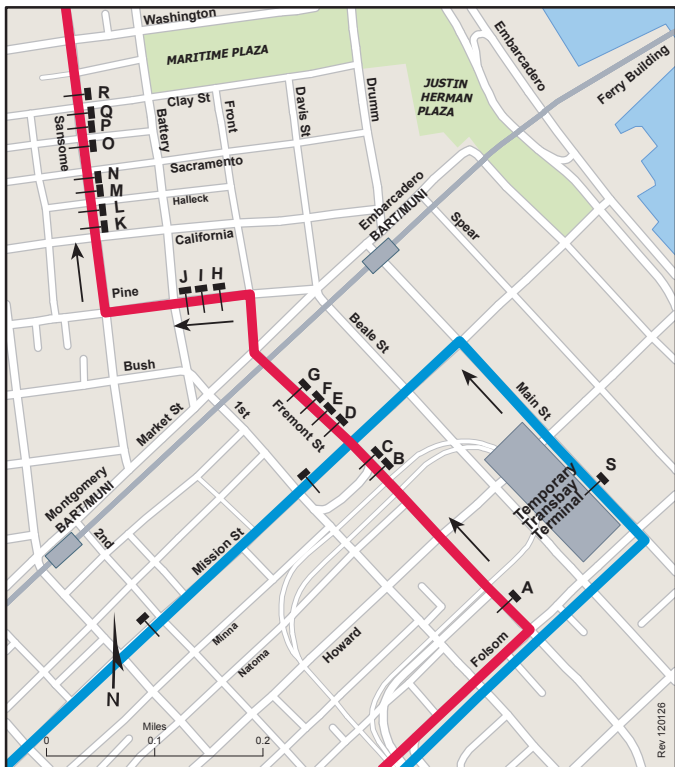 Washington
MARITIME PLAZA
Embarcadero
Ferry Building
JUSTIN
HERMAN
PLAZA
R
Clay St
Q
P
O
Sansome
Battery
Front
Davis St
Drumm
N
Sacramento
M
Halleck
L
K
California
Embarcadero
BART/MUNI
Spear
J
I
H
Pine
Beale St
Bush
Market St
1st
G
F
E
D
Fremont St
Main St
C
B
S
Temporary
Transbay
Terminal
Montgomery
BART/MUNI
2nd
Mission St
A
Minna
Natoma
Howard
Folsom
N
Miles
0
0.1
0.2
Rev 120126